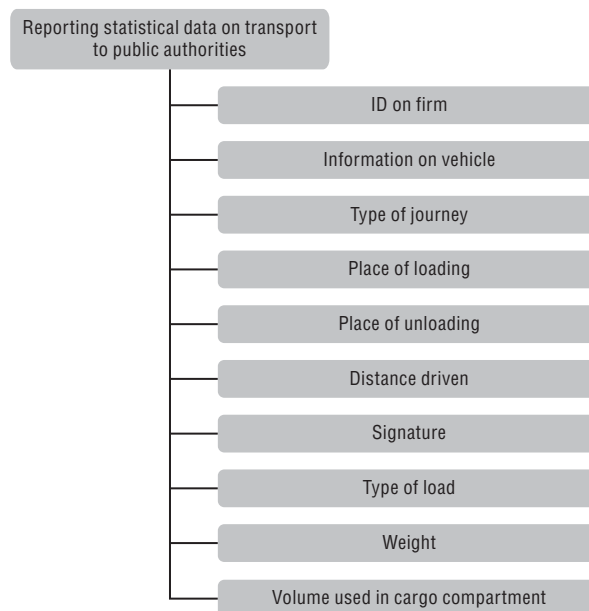 Reporting statistical data on transport
to public authorities
ID on firm
Information on vehicle
Type of journey
Place of loading
Place of unloading
Distance driven
Signature
Type of load
Weight
Volume used in cargo compartment